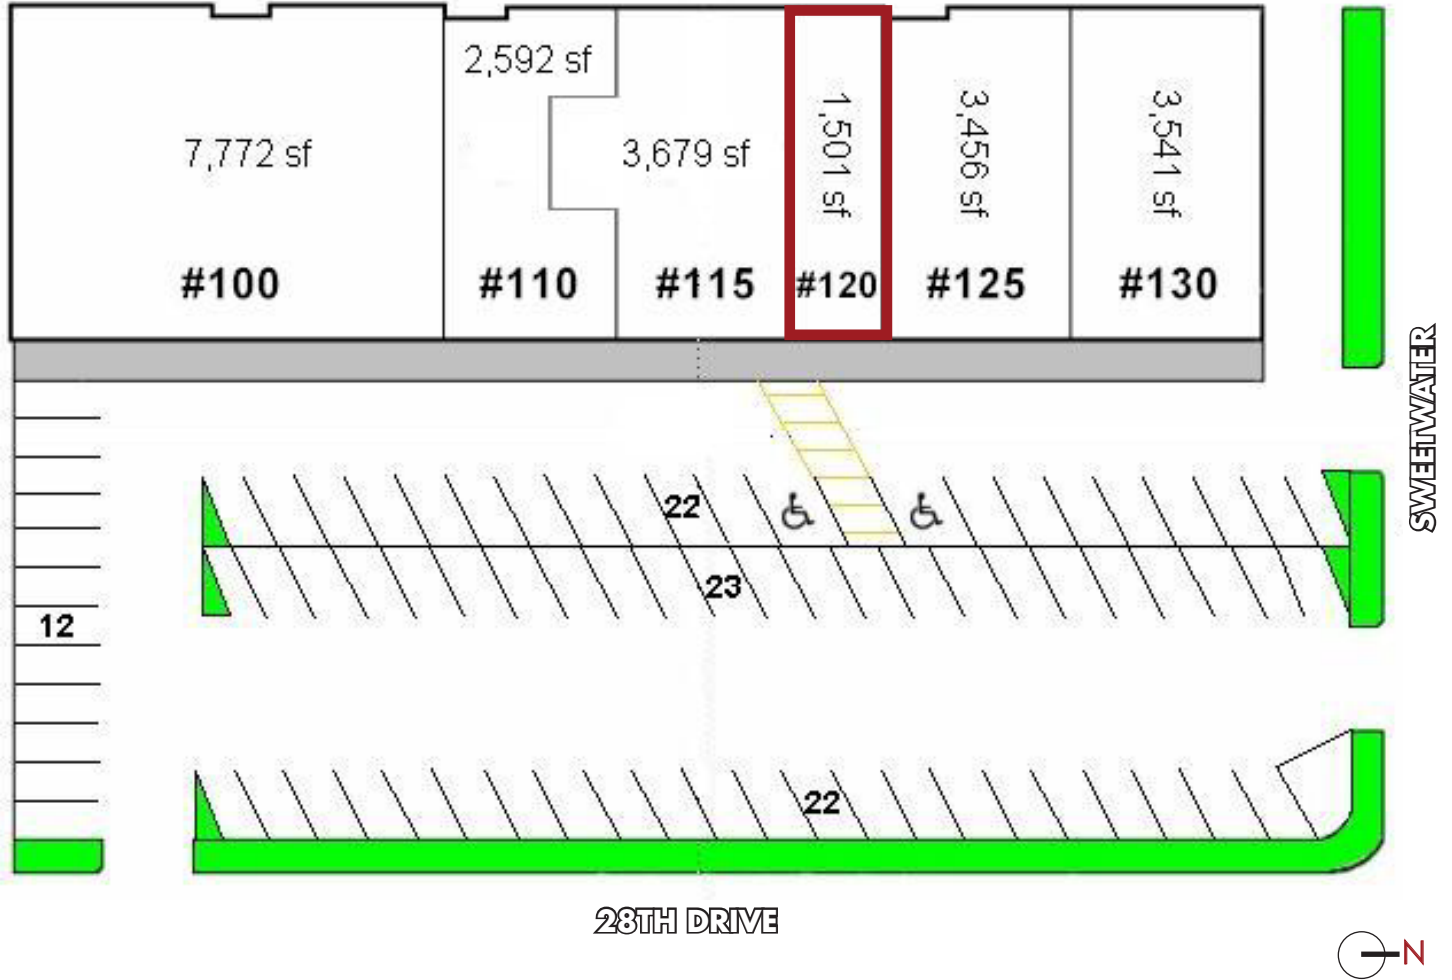 2,592 sf
7,772 sf
3,679 sf
1,501 sf
3,456 sf
3,541 sf
#100
#110
#115
#120
#125
#130
SWEETWATER
22
23
12
22
28TH DRIVE
N